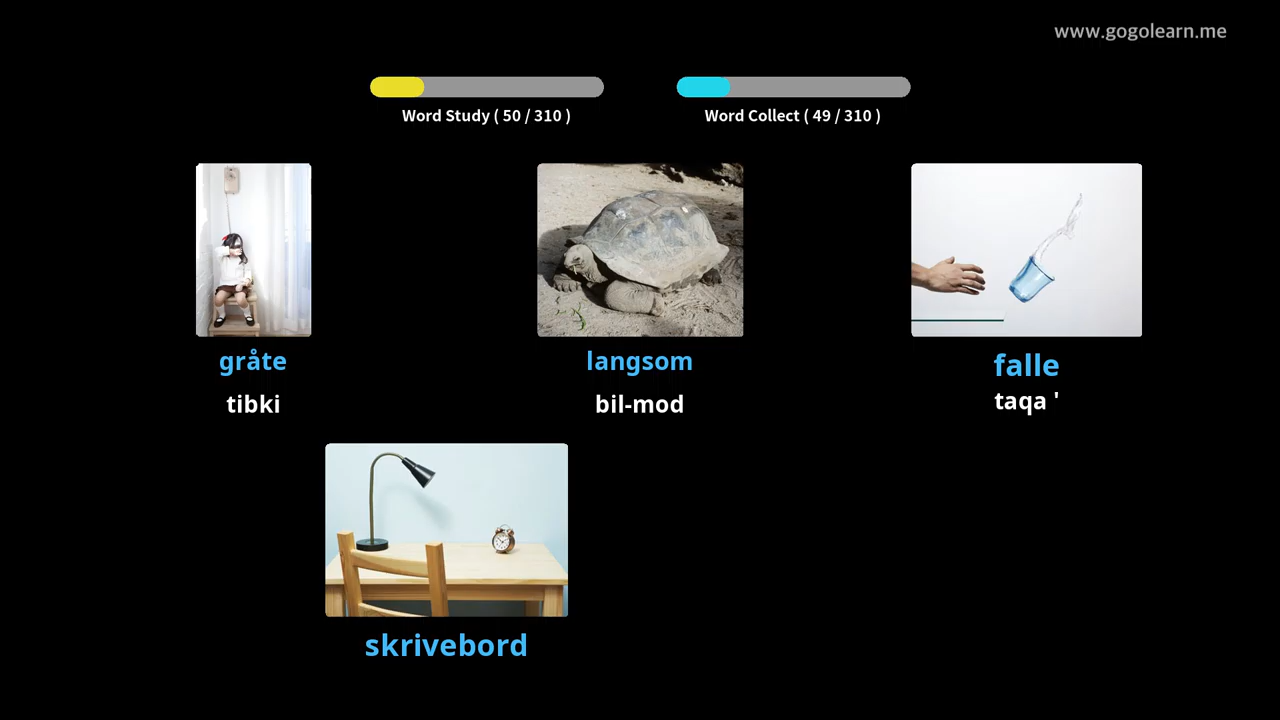 www.gogolearn.me
Word Study ( 50 / 310 )
Word Collect ( 49 / 310 )
gråte
tibki
langsom
bil-mod
falle
taqa '
skrivebord